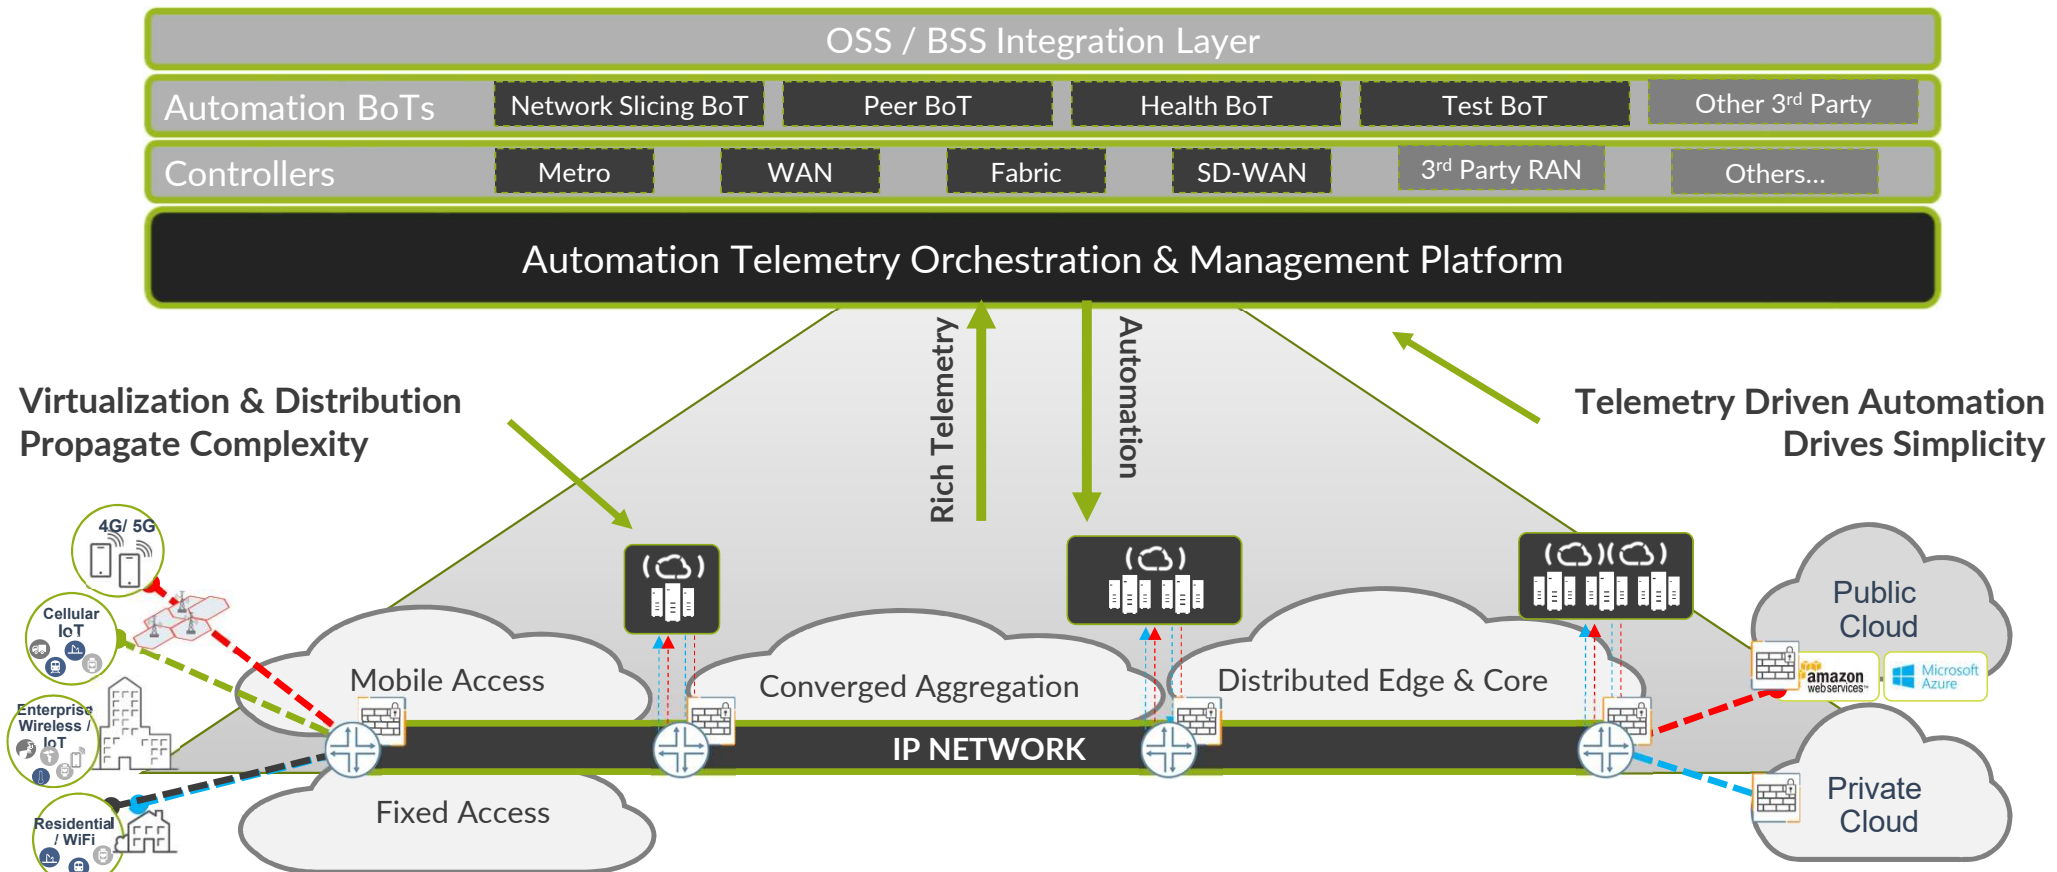 OSS / BSS Integration Layer
Automation BoTs
Network Slicing BoT
Peer BoT
Health BoT
Test BoT
Other 3rd Party
Controllers
Metro
WAN
Fabric
SD-WAN
3rd Party RAN
Others...
Automation Telemetry Orchestration & Management Platform
Rich Telemetry
Automation
Virtualization & Distribution
Propagate Complexity
Telemetry Driven Automation
Drives Simplicity
4G/ 5G
Cellular
IoT
Enterprise
Wireless /
IoT
Residential
/ WiFi
Mobile Access
Converged Aggregation
Distributed Edge & Core
IP NETWORK
Fixed Access
Public
Cloud
amazon
webservices™
Microsoft
Azure
Private
Cloud